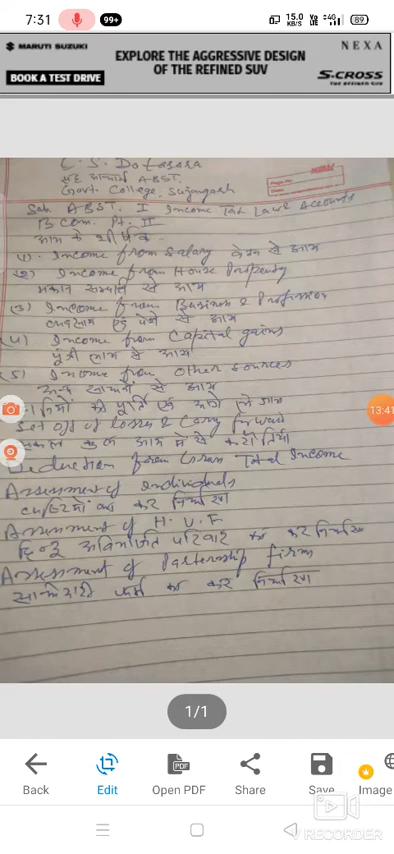 7:31 99+ 15.0 KB/S Vo LTE 4G 89
MARUTI SUZUKI
BOOK A TEST DRIVE
EXPLORE THE AGGRESSIVE DESIGN
OF THE REFINED SUV
NEXA
S-CROSS
THE REFINED SUV
C. S. Dotasara
सह आचार्य ABST.
Govt. College, Sujangarh
Sub. ABST. I Income Tax Law & Accounts
B com. Pt. II
आय के शीर्षक
(1). Income from Salary वेतन से आय
(2) Income from House Property
मकान सम्पत्ति से आय
(3) Income from Business & Profession
व्यवसाय एवं पेशे से आय
(4) Income from Capital gains
पूंजी लाभ से आय
(5) Income from Other Sources
अन्य साधनों से आय
की पूर्ति एवं आगे ले जाना
Set off of losses & Carry forward
सकल कुल आय में से कटौतियां
Deduction from Gross Total Income
Assessment of individuals
व्यक्तियों का कर निर्धारण
Assessment of H. U. F.
हिन्दू अविभाजित परिवार का कर निर्धारण
Assessment of Partnership firm
साझेदारी फर्म का कर निर्धारण
13:41
1/1
Back Edit Open PDF Share Save Image
RECORDER